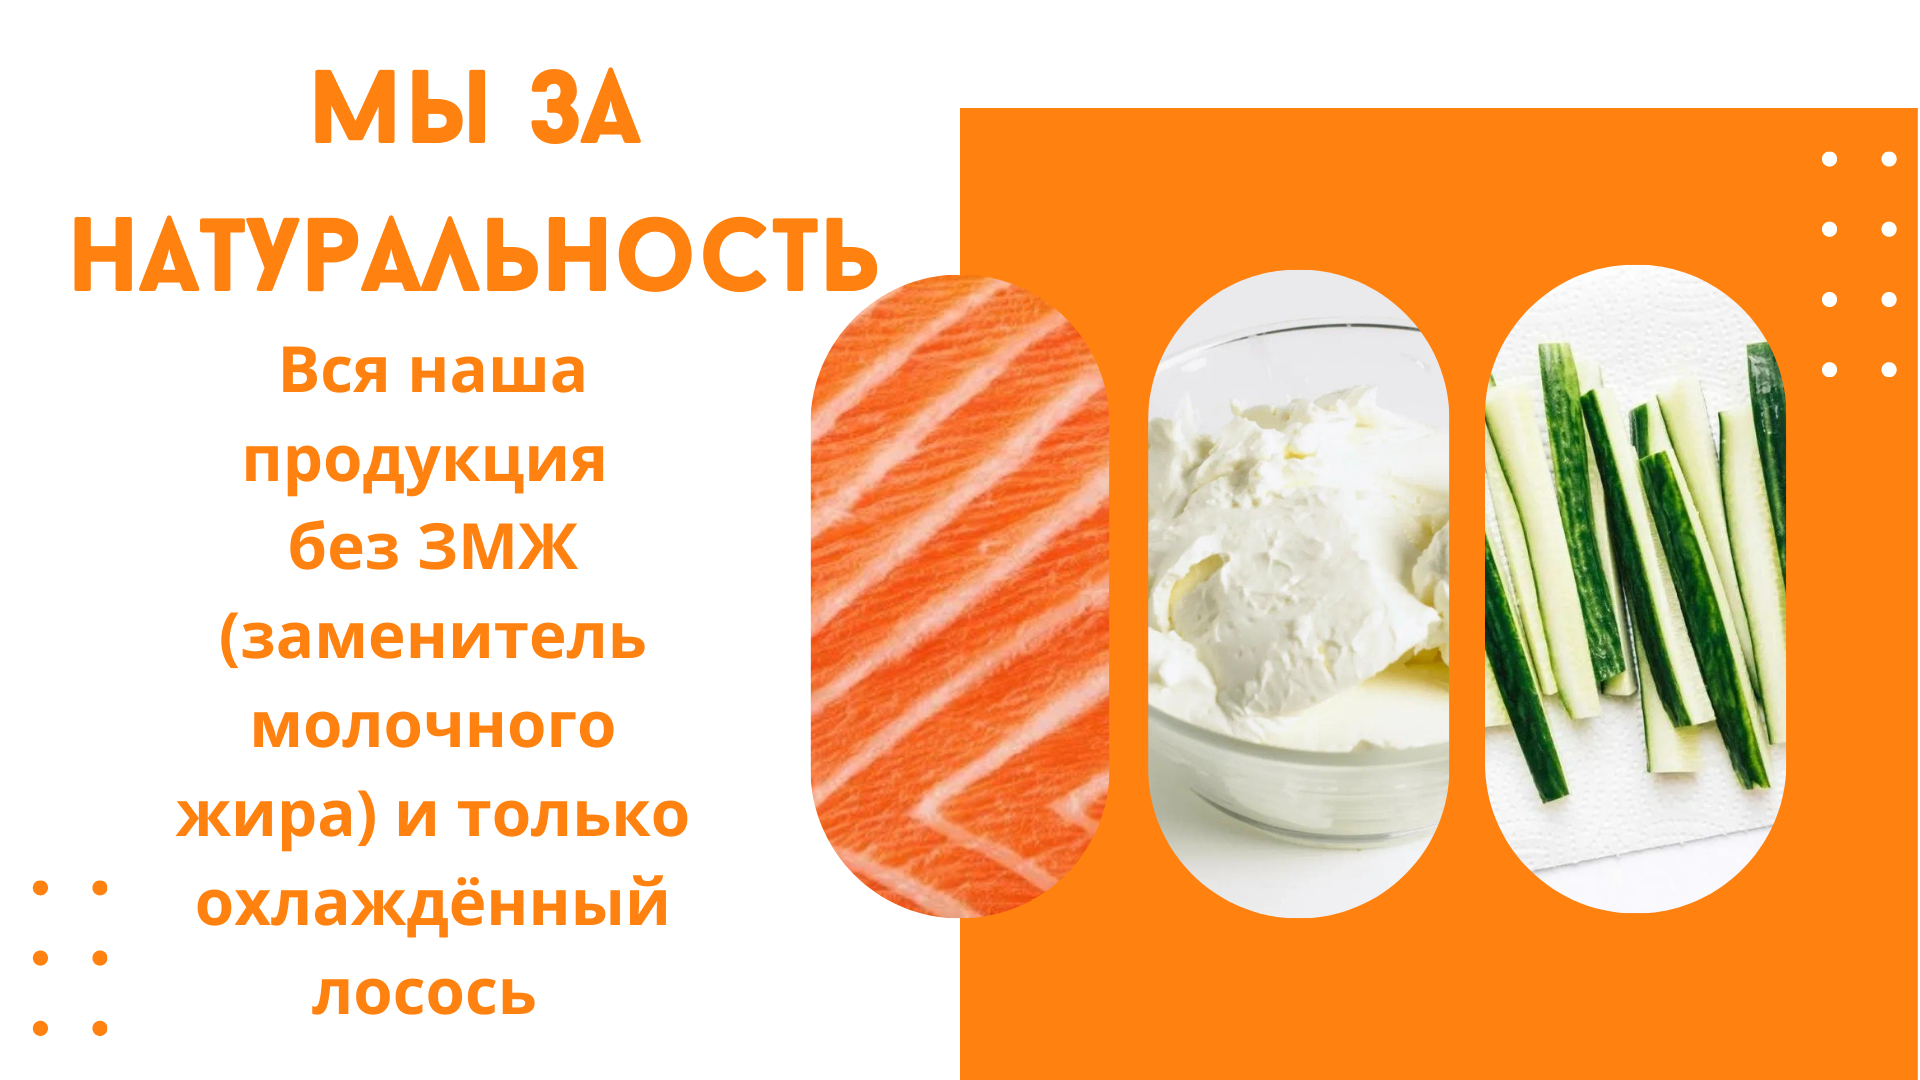 МЫ ЗА
НАТУРАЛЬНОСТЬ
Вся наша
продукция
без ЗМЖ
(заменитель
молочного
жира) и только
охлаждённый
лосось